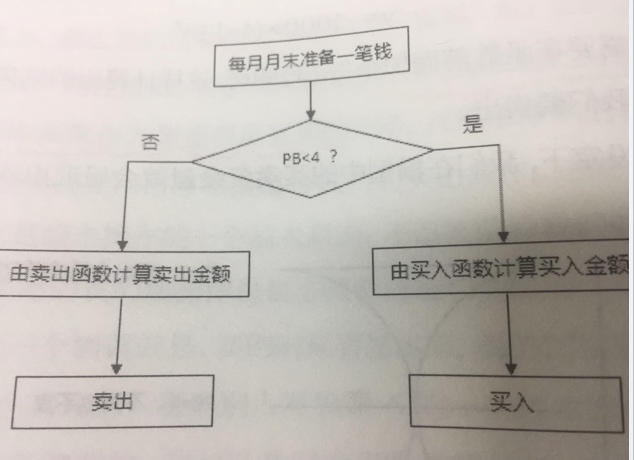 每月月末准备一笔钱
PB<4 ？
否
是
由卖出函数计算卖出金额
由买入函数计算买入金额
卖出
买入